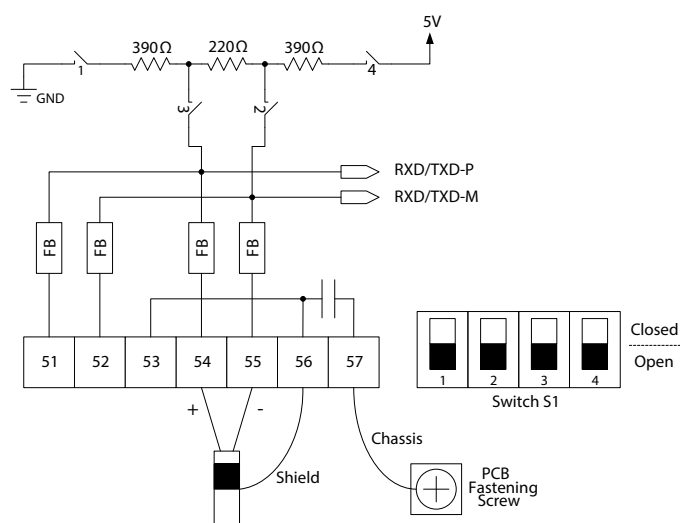 5V
390Ω 220Ω 390Ω
1 4
GND
3 2
RXD/TXD-P
RXD/TXD-M
FB FB FB FB
51 52 53 54 55 56 57
Closed
Open
1 2 3 4
Switch S1
+ -
Chassis
Shield
PCB
Fastening
Screw